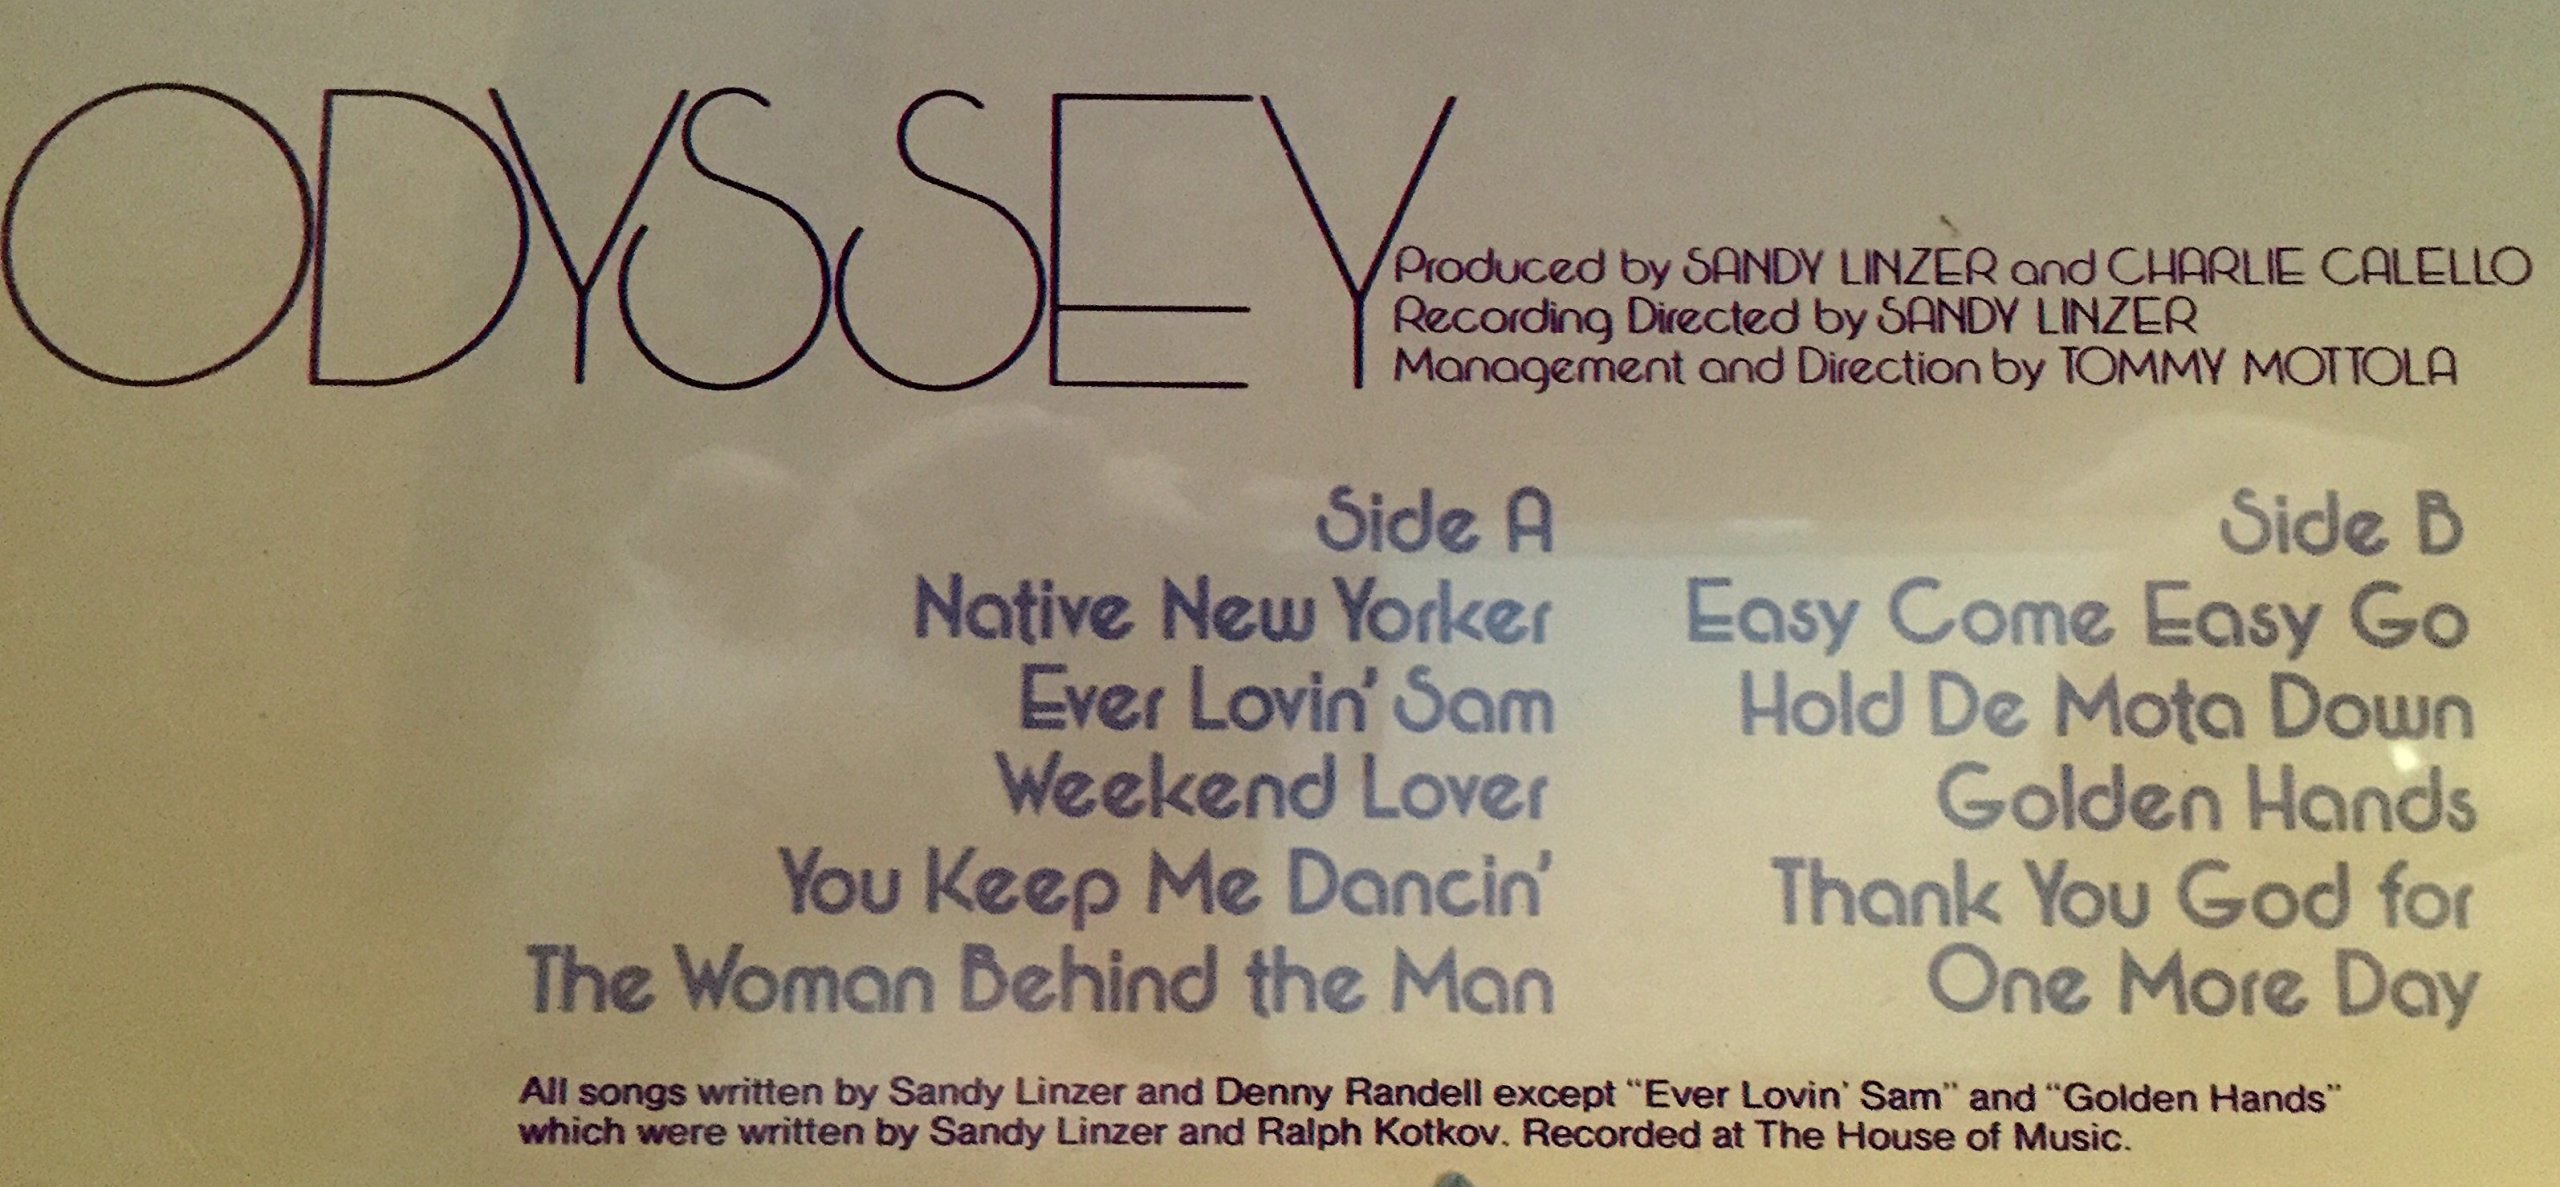 ODYSSEY
Produced by SANDY LINZER and CHARLIE CALELLO
Recording Directed by SANDY LINZER
Management and Direction by TOMMY MOTTOLA
Side A
Native New Yorker
Ever Lovin' Sam
Weekend Lover
You Keep Me Dancin'
The Woman Behind the Man
Side B
Easy Come Easy Go
Hold De Mota Down
Golden Hands
Thank You God for
One More Day
All songs written by Sandy Linzer and Denny Randell except "Ever Lovin' Sam" and "Golden Hands"
which were written by Sandy Linzer and Ralph Kotkov. Recorded at The House of Music.